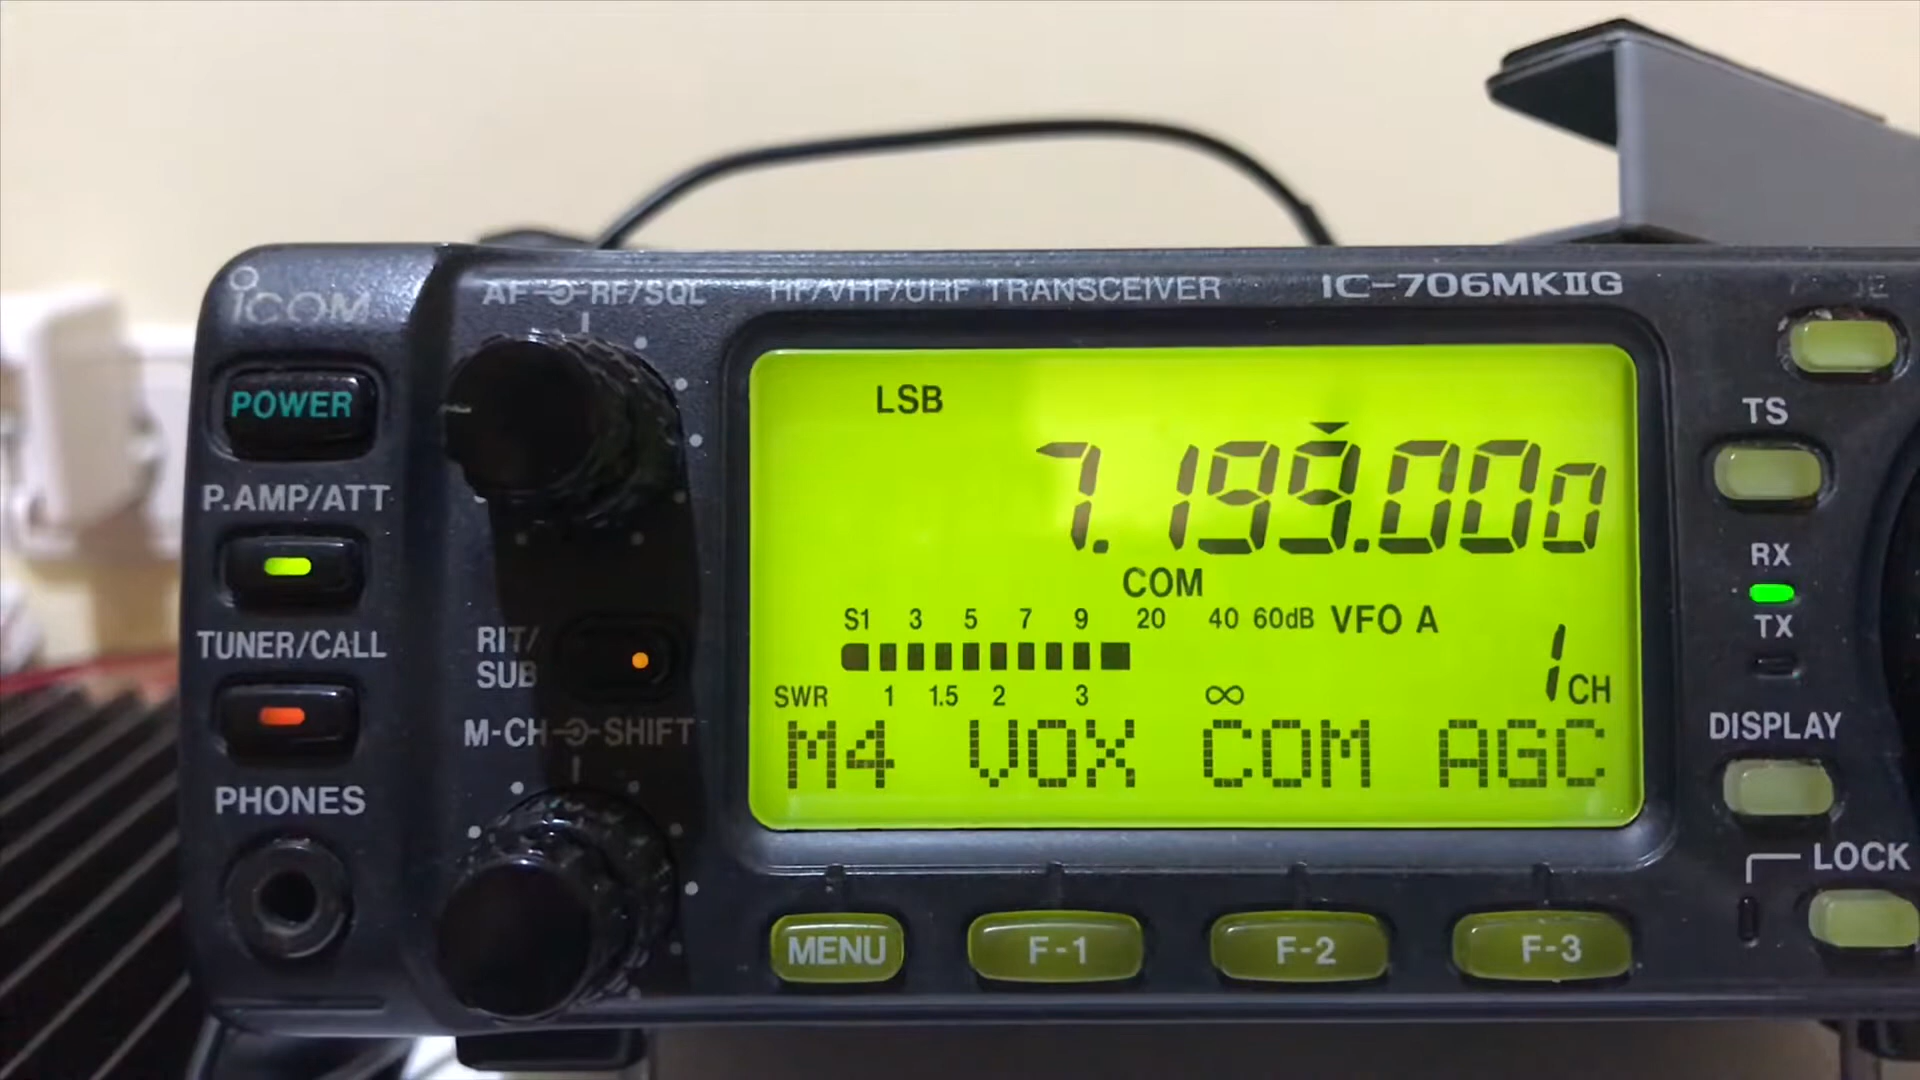 iCOM
AF RF/SQL
HF/VHF/UHF TRANSCEIVER
IC-706MKIIG
POWER
P.AMP/ATT
TUNER/CALL
PHONES
RIT/
SUB
M-CH SHIFT
LSB
7.199.000
COM
S1 3 5 7 9 20 40 60dB VFO A
SWR 1 1.5 2 3 ∞ 1 CH
M4 VOX COM AGC
MENU F-1 F-2 F-3
TS
RX
TX
DISPLAY
LOCK